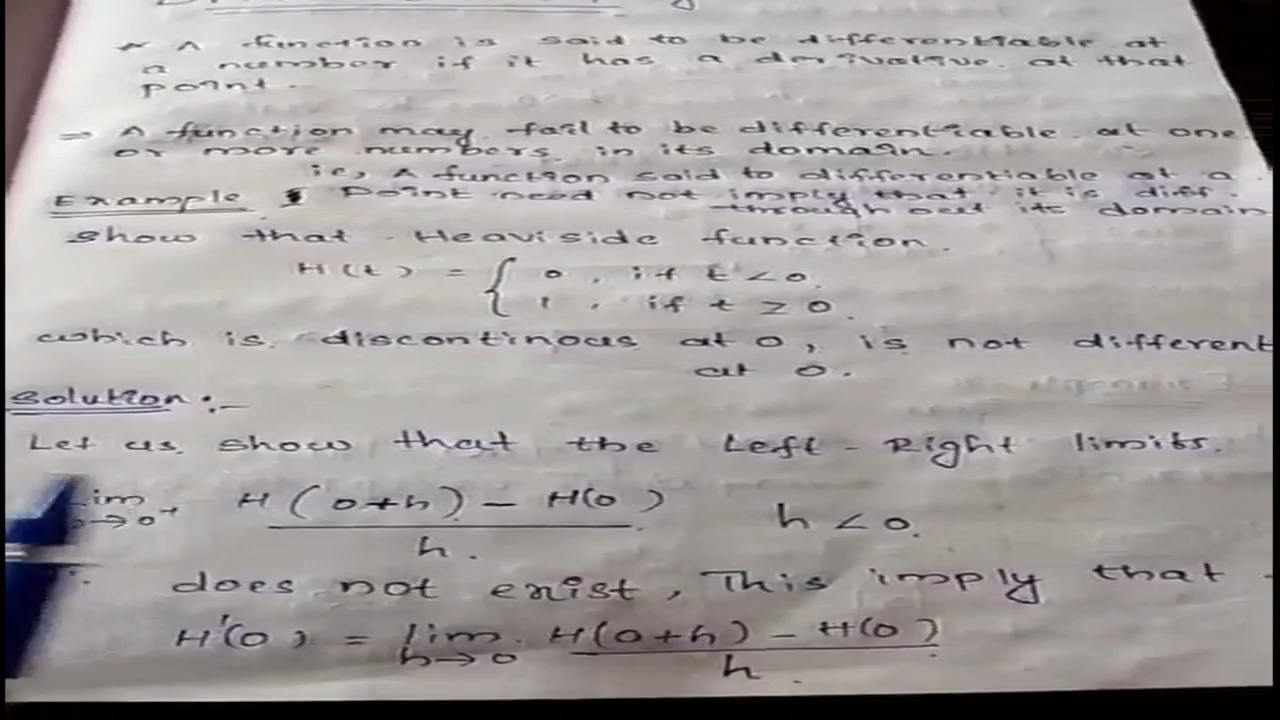 A function is said to be differentiable at
a number if it has a derivative at that
point.
⇒ A function may fail to be differentiable at one
or more numbers in its domain.
ie, A function said to differentiable at a
Example Point need not imply that it is diff.
through out its domain
show that Heaviside function.
H(t) = { 0, if t < 0.
1, if t ≥ 0.
which is discontinous at 0, is not different
at 0.
Solution :-
Let us show that the Left - Right limits.
lim h→0+ H(0+h) - H(0) / h. h < 0.
does not exist, This imply that
H'(0) = lim h→0 H(0+h) - H(0) / h.